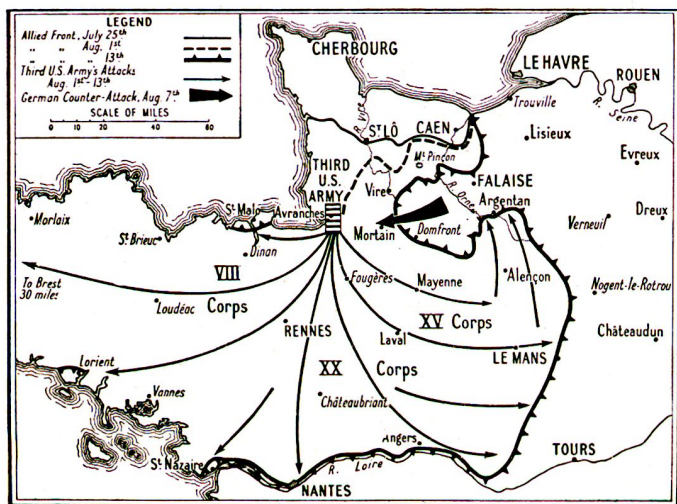 LEGEND
Allied Front, July 25th
" " Aug. 1st
" " " 13th
Third U.S. Army's Attacks
Aug. 1st-13th
German Counter-Attack, Aug. 7th
SCALE OF MILES
0 20 40 60
CHERBOURG
LE HAVRE
ROUEN
Trouville
R. Seine
R. Vire
ST LÔ
CAEN
Lisieux
Mt Pinçon
Evreux
THIRD
U.S.
ARMY
Vire
FALAISE
R. Orne
Argentan
St Malo
Avranches
Morlaix
St Brieuc
Mortain
Domfront
Verneuil
Dreux
Dinan
VIII
Corps
To Brest
30 miles
Loudéac
Fougères
Mayenne
Alençon
Nogent-le-Rotrou
XV Corps
Châteaudun
RENNES
Laval
LE MANS
Lorient
XX
Corps
Vannes
Châteaubriant
Angers
St Nazaire
R. Loire
TOURS
NANTES